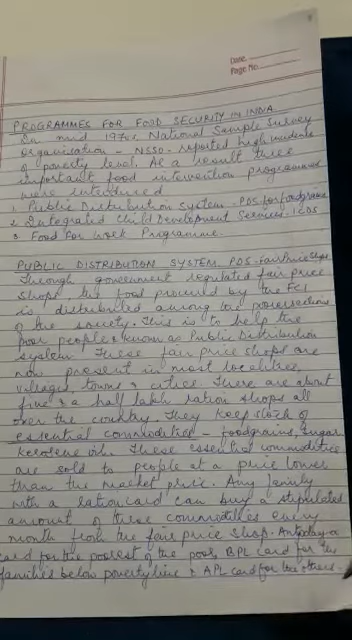 Date
Page No.
PROGRAMMES FOR FOOD SECURITY IN INDIA
In mid 1970s National Sample Survey
Organisation - NSSO - reported high incidents
of poverty level. As a result three
important food intervention programmes
were introduced
1. Public Distribution System - PDS - for foodgrains
2. Integrated Child Development Services - ICDS
3. Food For Work Programme.
PUBLIC DISTRIBUTION SYSTEM. PDS - Fair Price Shops
Through government regulated fair price
shops the food procured by the FCI
is distributed among the poor sections
of the society. This is to help the
poor people & known as Public Distribution
system. These fair price shops are
now present in most localities,
villages, towns & cities. There are about
five & a half lakh ration shops all
over the country. They keep stock of
essential commodities - foodgrains, sugar
kerosene These essential commodities
are sold to people at a price lower
than the market price. Any family
with a ration card can buy a stipulated
amount of these commodities every
month from the fair price shop. Antyodaya
card for the poorest of the poor, BPL card for the
families below poverty line & APL card for the others.